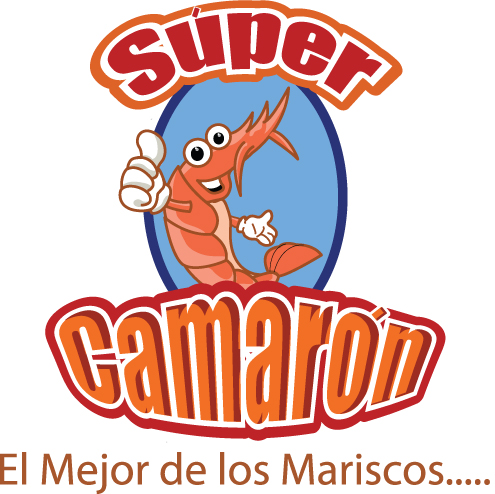 Súper
Camarón
El Mejor de los Mariscos.....